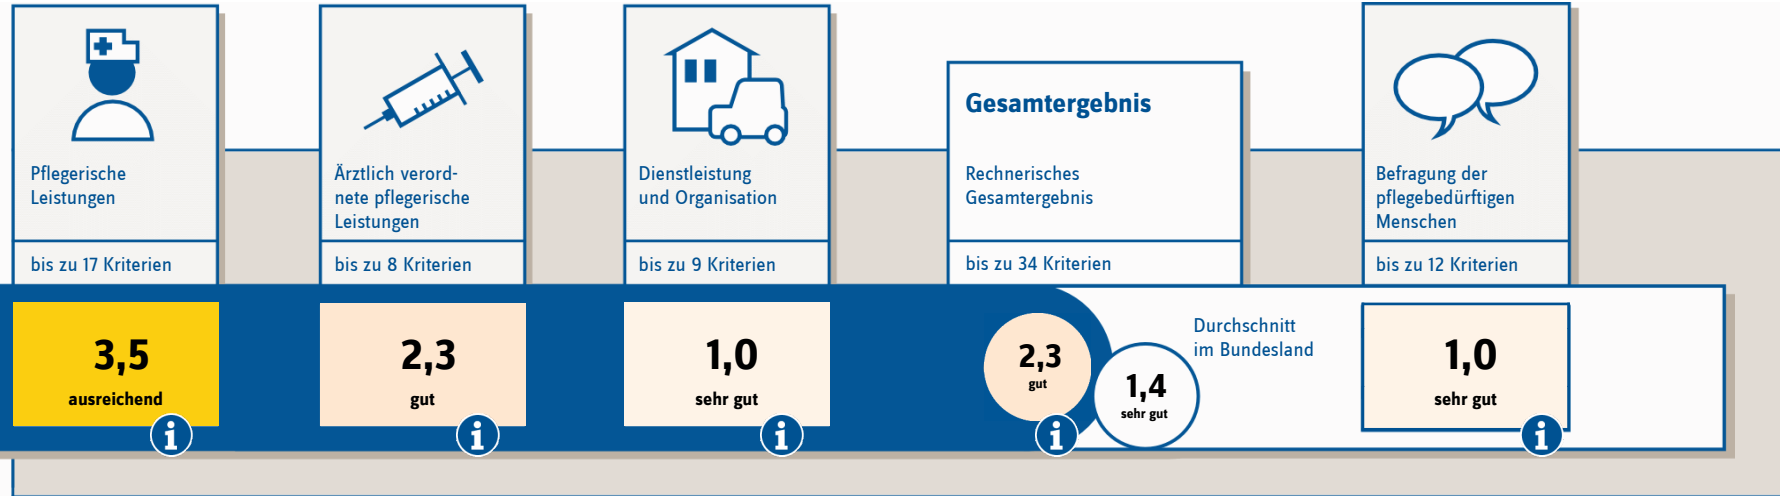 Pflegerische
Leistungen
bis zu 17 Kriterien
3,5
ausreichend
i
Ärztlich verord-
nete pflegerische
Leistungen
bis zu 8 Kriterien
2,3
gut
i
Dienstleistung
und Organisation
bis zu 9 Kriterien
1,0
sehr gut
i
Gesamtergebnis
Rechnerisches
Gesamtergebnis
bis zu 34 Kriterien
2,3
gut
i
1,4
sehr gut
Durchschnitt
im Bundesland
Befragung der
pflegebedürftigen
Menschen
bis zu 12 Kriterien
1,0
sehr gut
i